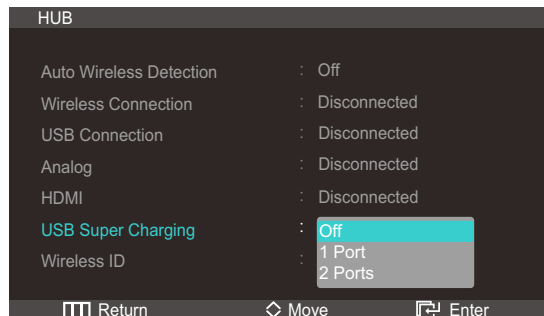 HUB
Auto Wireless Detection : Off
Wireless Connection : Disconnected
USB Connection : Disconnected
Analog : Disconnected
HDMI : Disconnected
USB Super Charging : Off
1 Port
Wireless ID :
2 Ports
Return Move Enter